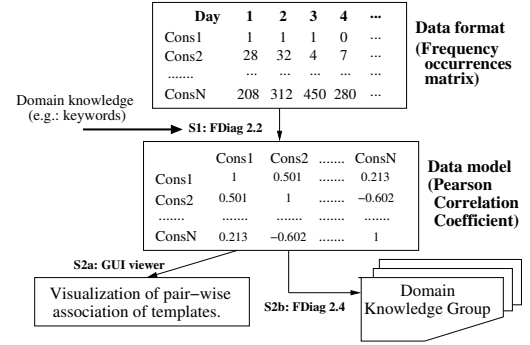 Day 1 2 3 4 ...
Cons1 1 1 1 0 ...
Cons2 28 32 4 7 ...
....... ... ... ... ...
ConsN 208 312 450 280 ...
Data format
(Frequency
occurrences
matrix)
Domain knowledge
(e.g.: keywords)
S1: FDiag 2.2
Cons1 Cons2 ....... ConsN
Cons1 1 0.501 ....... 0.213
Cons2 0.501 1 ....... −0.602
....... ....... ....... ....... .......
ConsN 0.213 −0.602 ....... 1
Data model
(Pearson
Correlation
Coefficient)
S2a: GUI viewer
Visualization of pair−wise
association of templates.
S2b: FDiag 2.4
Domain
Knowledge Group